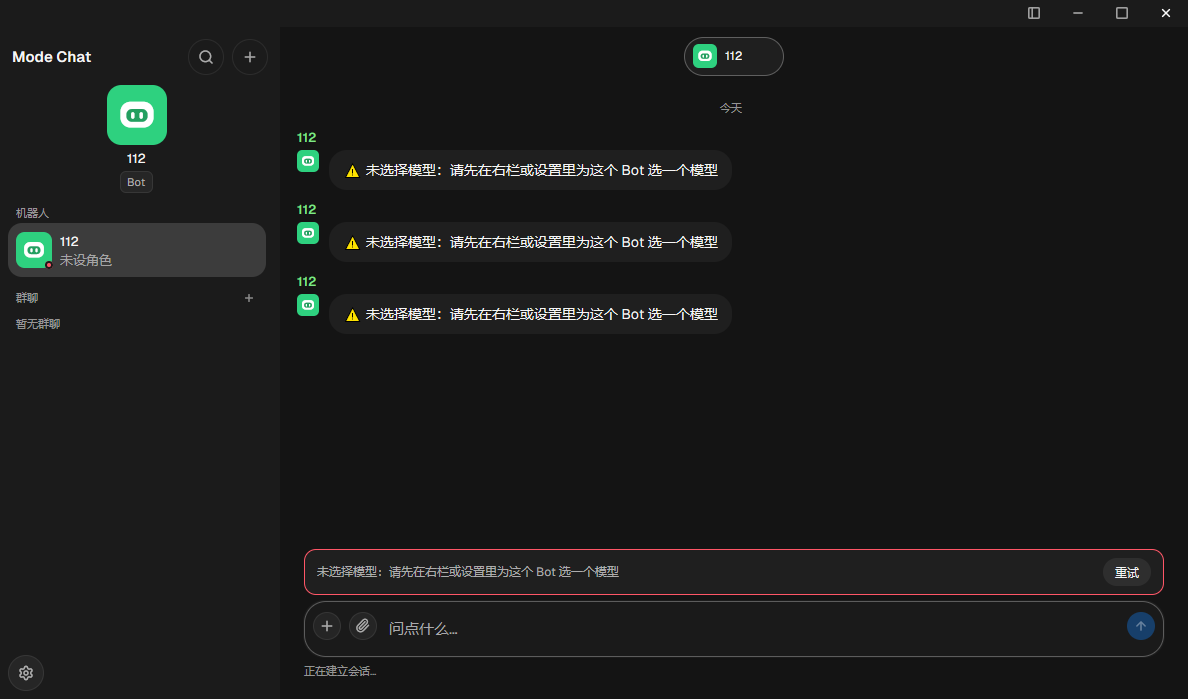 Mode Chat
112
Bot
机器人
112
未设角色
群聊
暂无群聊
112
今天
112
未选择模型：请先在右栏或设置里为这个 Bot 选一个模型
112
未选择模型：请先在右栏或设置里为这个 Bot 选一个模型
112
未选择模型：请先在右栏或设置里为这个 Bot 选一个模型
未选择模型：请先在右栏或设置里为这个 Bot 选一个模型
重试
问点什么...
正在建立会话...